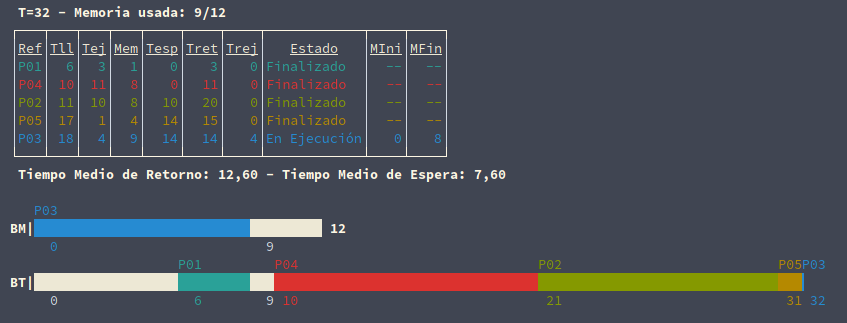 T=32 - Memoria usada: 9/12
Ref Tll Tej Mem Tesp Tret Trej Estado MIni MFin
P01 6 3 1 0 3 0 Finalizado -- --
P04 10 11 8 0 11 0 Finalizado -- --
P02 11 10 8 10 20 0 Finalizado -- --
P05 17 1 4 14 15 0 Finalizado -- --
P03 18 4 9 14 14 4 En Ejecución 0 8
Tiempo Medio de Retorno: 12,60 - Tiempo Medio de Espera: 7,60
P03
BM| 12
0 9
P01 P04 P02 P05P03
BT|
0 6 9 10 21 31 32